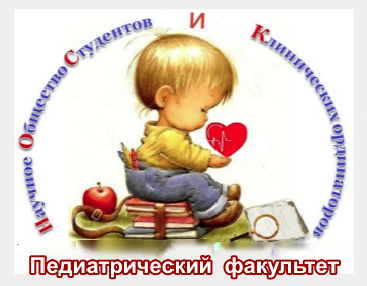 Научное Общество Студентов
И
Клинических ординаторов
Педиатрический факультет